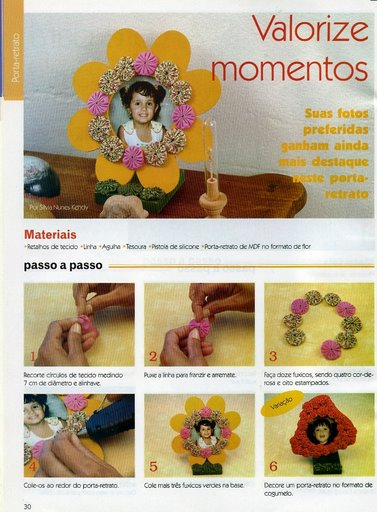 Porta-retrato
Valorize
momentos
Suas fotos
preferidas
ganham ainda
mais destaque
neste porta-
retrato
Por Silvia Nunes Kehdy
Materiais
•Retalhos de tecido •Linha •Agulha •Tesoura •Pistola de silicone •Porta-retrato de MDF no formato de flor
passo a passo
1
Recorte círculos de tecido medindo
7 cm de diâmetro e alinhave.
2
Puxe a linha para franzir e arremate.
3
Faça doze fuxicos, sendo quatro cor-de-
rosa e oito estampados.
4
Cole-os ao redor do porta-retrato.
5
Cole mais três fuxicos verdes na base.
Variação
6
Decore um porta-retrato no formato de
cogumelo.
30